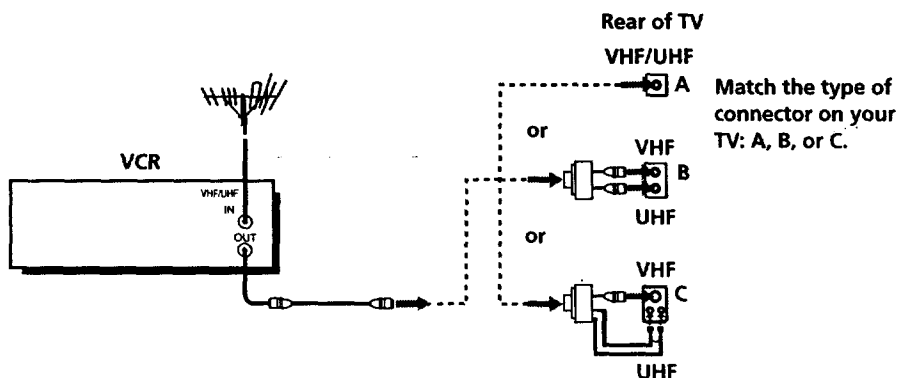 Rear of TV
VHF/UHF
A
Match the type of
connector on your
TV: A, B, or C.
or
VHF
B
UHF
VCR
VHF/UHF
IN
OUT
or
VHF
C
UHF